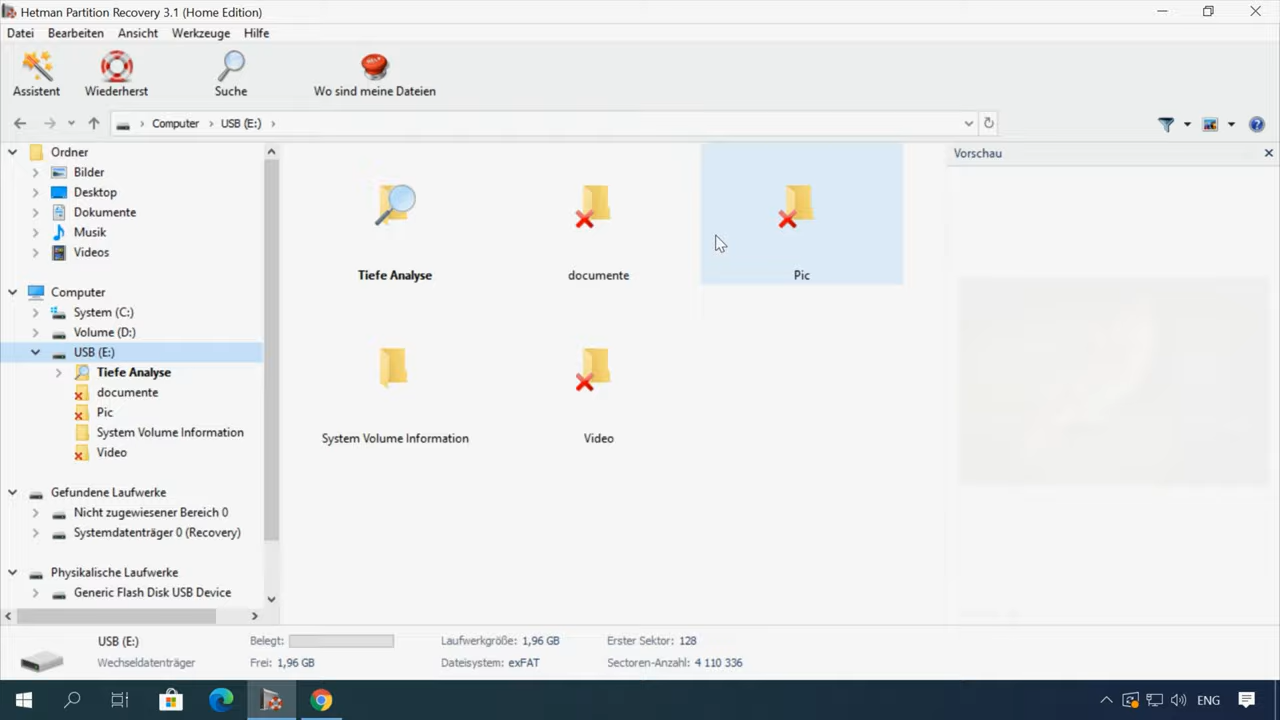 Hetman Partition Recovery 3.1 (Home Edition)
Datei Bearbeiten Ansicht Werkzeuge Hilfe
Assistent Wiederherst Suche Wo sind meine Dateien
Computer USB (E:)
Ordner
Bilder
Desktop
Dokumente
Musik
Videos
Computer
System (C:)
Volume (D:)
USB (E:)
Tiefe Analyse
documente
Pic
System Volume Information
Video
Gefundene Laufwerke
Nicht zugewiesener Bereich 0
Systemdatenträger 0 (Recovery)
Physikalische Laufwerke
Generic Flash Disk USB Device
Tiefe Analyse documente Pic
System Volume Information Video
Vorschau
USB (E:) Belegt: Laufwerkgröße: 1,96 GB Erster Sektor: 128
Wechseldatenträger Frei: 1,96 GB Dateisystem: exFAT Sectoren-Anzahl: 4 110 336
ENG